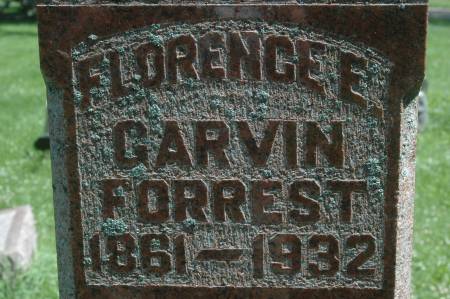 FLORENCE E.
GARVIN
FORREST
1861—1932